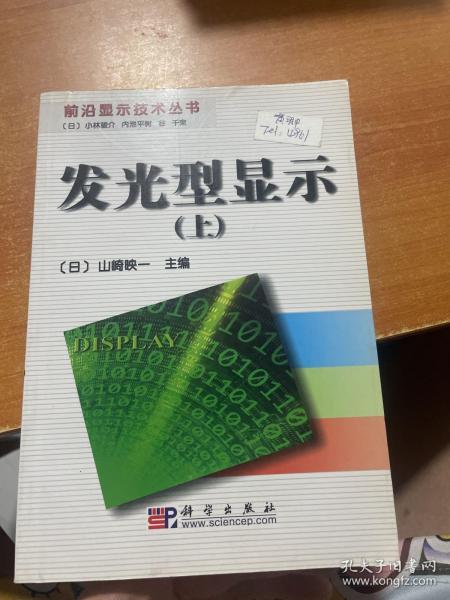 前沿显示技术丛书
〔日〕小林骏介 内池平树 谷 千束
Tel: 4861
发光型显示
(上)
〔日〕山崎映一 主编
DISPLAY
科学出版社
www.sciencep.com
孔夫子旧书网
www.kongfz.com